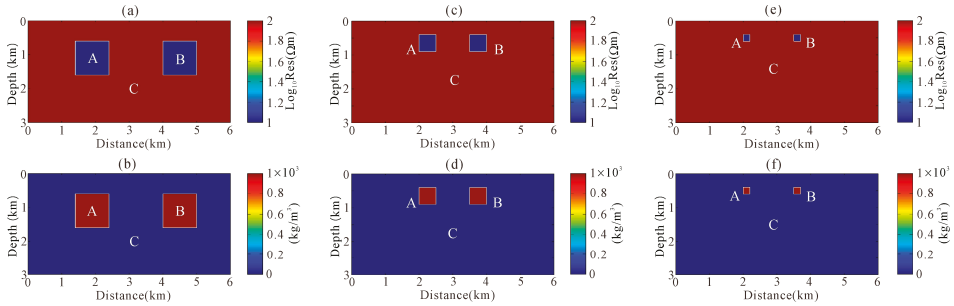 (a)
0
1
2
3
Depth (km)
A
B
C
0 1 2 3 4 5 6
Distance(km)
2
1.8
1.6
1.4
1.2
1
Log₁₀Res(Ωm)
(c)
0
1
2
3
Depth (km)
A
B
C
0 1 2 3 4 5 6
Distance(km)
2
1.8
1.6
1.4
1.2
1
Log₁₀Res(Ωm)
(e)
0
1
2
3
Depth (km)
A
B
C
0 1 2 3 4 5 6
Distance(km)
2
1.8
1.6
1.4
1.2
1
Log₁₀Res(Ωm)
(b)
0
1
2
3
Depth (km)
A
B
C
0 1 2 3 4 5 6
Distance(km)
1×10³
0.8
0.6
0.4
0.2
0
(kg/m³)
(d)
0
1
2
3
Depth (km)
A
B
C
0 1 2 3 4 5 6
Distance(km)
1×10³
0.8
0.6
0.4
0.2
0
(kg/m³)
(f)
0
1
2
3
Depth (km)
A
B
C
0 1 2 3 4 5 6
Distance(km)
1×10³
0.8
0.6
0.4
0.2
0
(kg/m³)